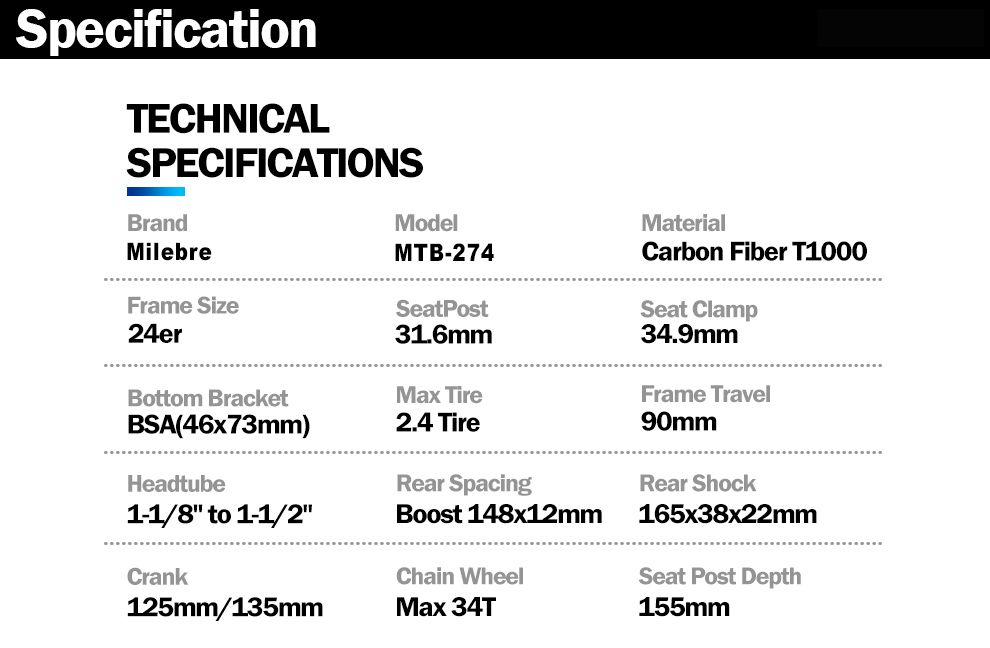 Specification
TECHNICAL
SPECIFICATIONS
Brand Model Material
Milebre MTB-274 Carbon Fiber T1000
Frame Size SeatPost Seat Clamp
24er 31.6mm 34.9mm
Bottom Bracket Max Tire Frame Travel
BSA(46x73mm) 2.4 Tire 90mm
Headtube Rear Spacing Rear Shock
1-1/8" to 1-1/2" Boost 148x12mm 165x38x22mm
Crank Chain Wheel Seat Post Depth
125mm/135mm Max 34T 155mm